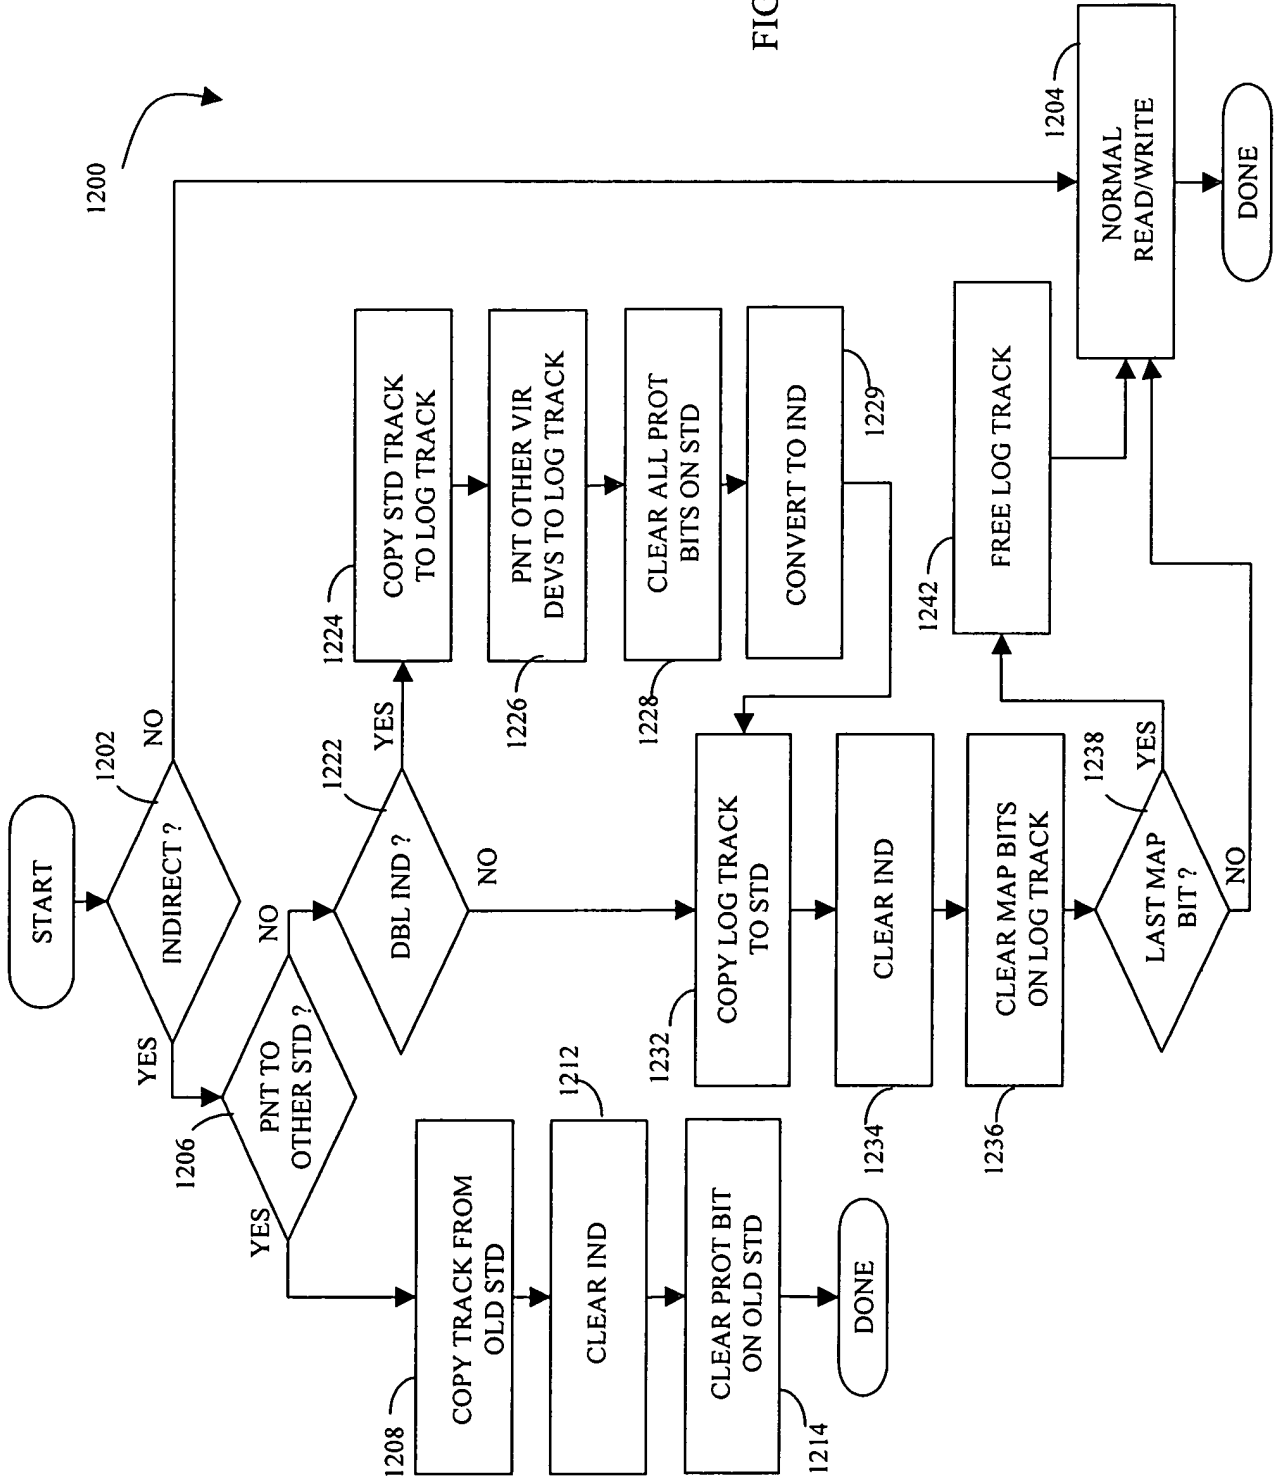 START
1200
INDIRECT ?
1202
YES
NO
PNT TO
OTHER STD ?
1206
YES
NO
DBL IND ?
1222
YES
NO
1208
COPY TRACK FROM
OLD STD
1212
CLEAR IND
CLEAR PROT BIT
ON OLD STD
1214
DONE
1224
COPY STD TRACK
TO LOG TRACK
PNT OTHER VIR
DEVS TO LOG TRACK
1226
CLEAR ALL PROT
BITS ON STD
1228
CONVERT TO IND
1229
COPY LOG TRACK
TO STD
1232
CLEAR IND
1234
CLEAR MAP BITS
ON LOG TRACK
1236
LAST MAP
BIT ?
1238
YES
NO
1242
FREE LOG TRACK
1204
NORMAL
READ/WRITE
DONE
FIG